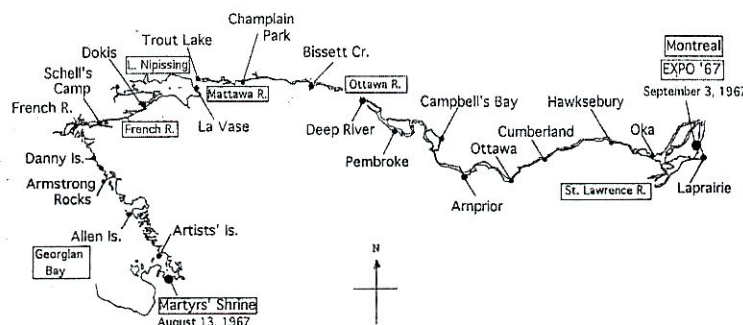 Champlain
Park
Trout Lake
Bissett Cr.
Dokis
L. Nipissing
Schell's
Camp
Mattawa R.
Ottawa R.
French R.
French R.
La Vase
Deep River
Campbell's Bay
Hawksebury
Montreal
EXPO '67
September 3, 1967
Cumberland
Oka
Ottawa
Pembroke
Danny Is.
Armstrong
Rocks
Arnprior
St. Lawrence R.
Laprairie
Allen Is.
Artists' Is.
Georgian
Bay
N
Martyrs' Shrine
August 13, 1967